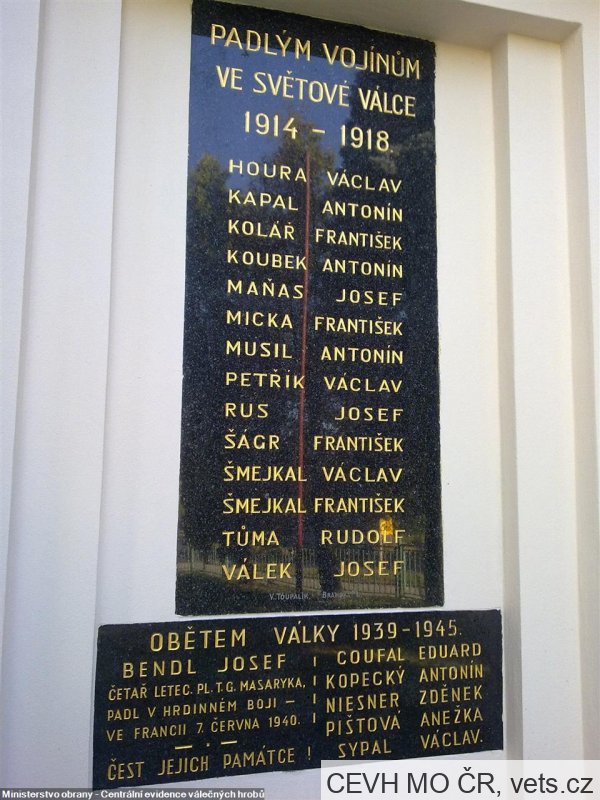 PADLÝM VOJÍNŮM
VE SVĚTOVÉ VÁLCE
1914 – 1918.
HOURA VÁCLAV
KAPAL ANTONÍN
KOLÁŘ FRANTIŠEK
KOUBEK ANTONÍN
MAŇAS JOSEF
MICKA FRANTIŠEK
MUSIL ANTONÍN
PETŘÍK VÁCLAV
RUS JOSEF
ŠÁGR FRANTIŠEK
ŠMEJKAL VÁCLAV
ŠMEJKAL FRANTIŠEK
TŮMA RUDOLF
VÁLEK JOSEF
V. TOUPALÍK,
OBĚTEM VÁLKY 1939-1945.
BENDL JOSEF
ČETAŘ LETEC. PL. T. G. MASARYKA,
PADL V HRDINNÉM BOJI –
VE FRANCII 7. ČERVNA 1940.
— . —
ČEST JEJICH PAMÁTCE !
COUFAL EDUARD
KOPECKÝ ANTONÍN
NIESNER ZDĚNEK
PIŠTOVÁ ANEŽKA
SYPAL VÁCLAV.
Ministerstvo obrany - Centrální evidence válečných hrobů
CEVH MO ČR, vets.cz